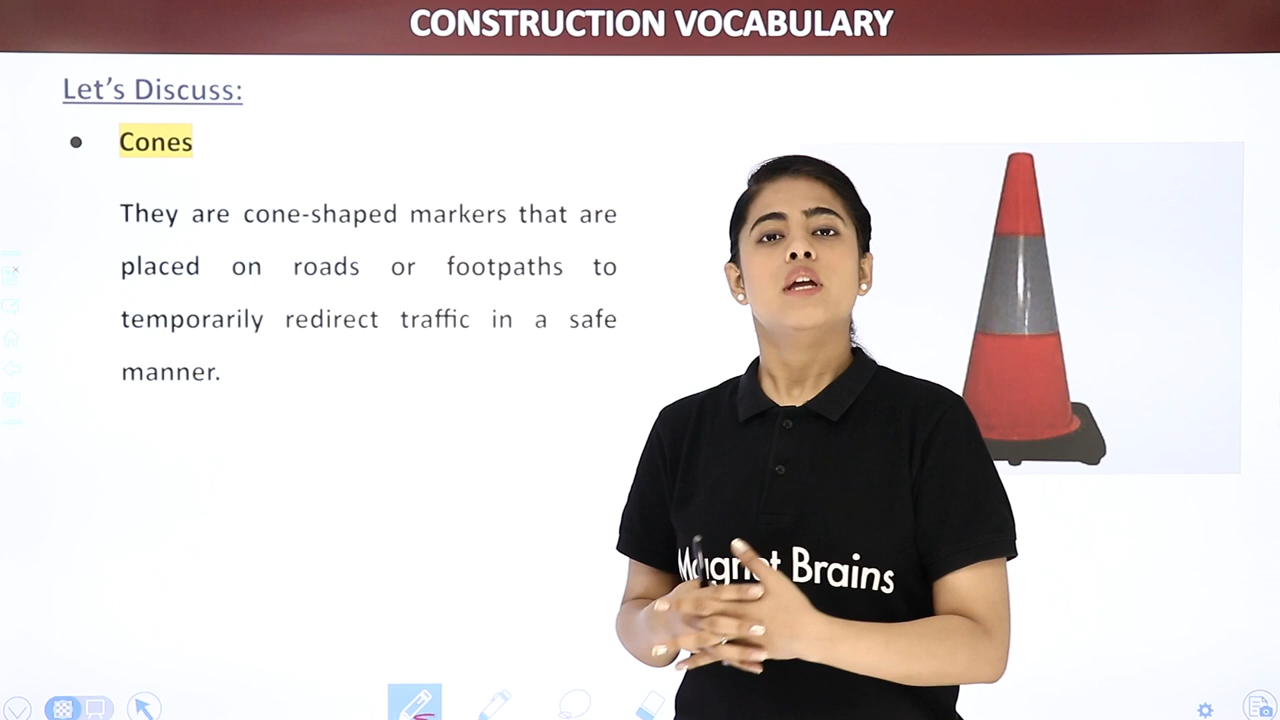 CONSTRUCTION VOCABULARY
Let's Discuss:
● Cones
They are cone-shaped markers that are
placed on roads or footpaths to
temporarily redirect traffic in a safe
manner.
Magnet Brains